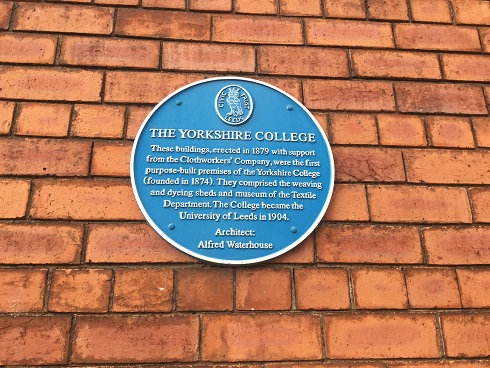 CIVIC TRUST
LEEDS
THE YORKSHIRE COLLEGE
These buildings, erected in 1879 with support
from the Clothworkers' Company, were the first
purpose-built premises of the Yorkshire College
(founded in 1874). They comprised the weaving
and dyeing sheds and museum of the Textile
Department. The College became the
University of Leeds in 1904.
Architect:
Alfred Waterhouse